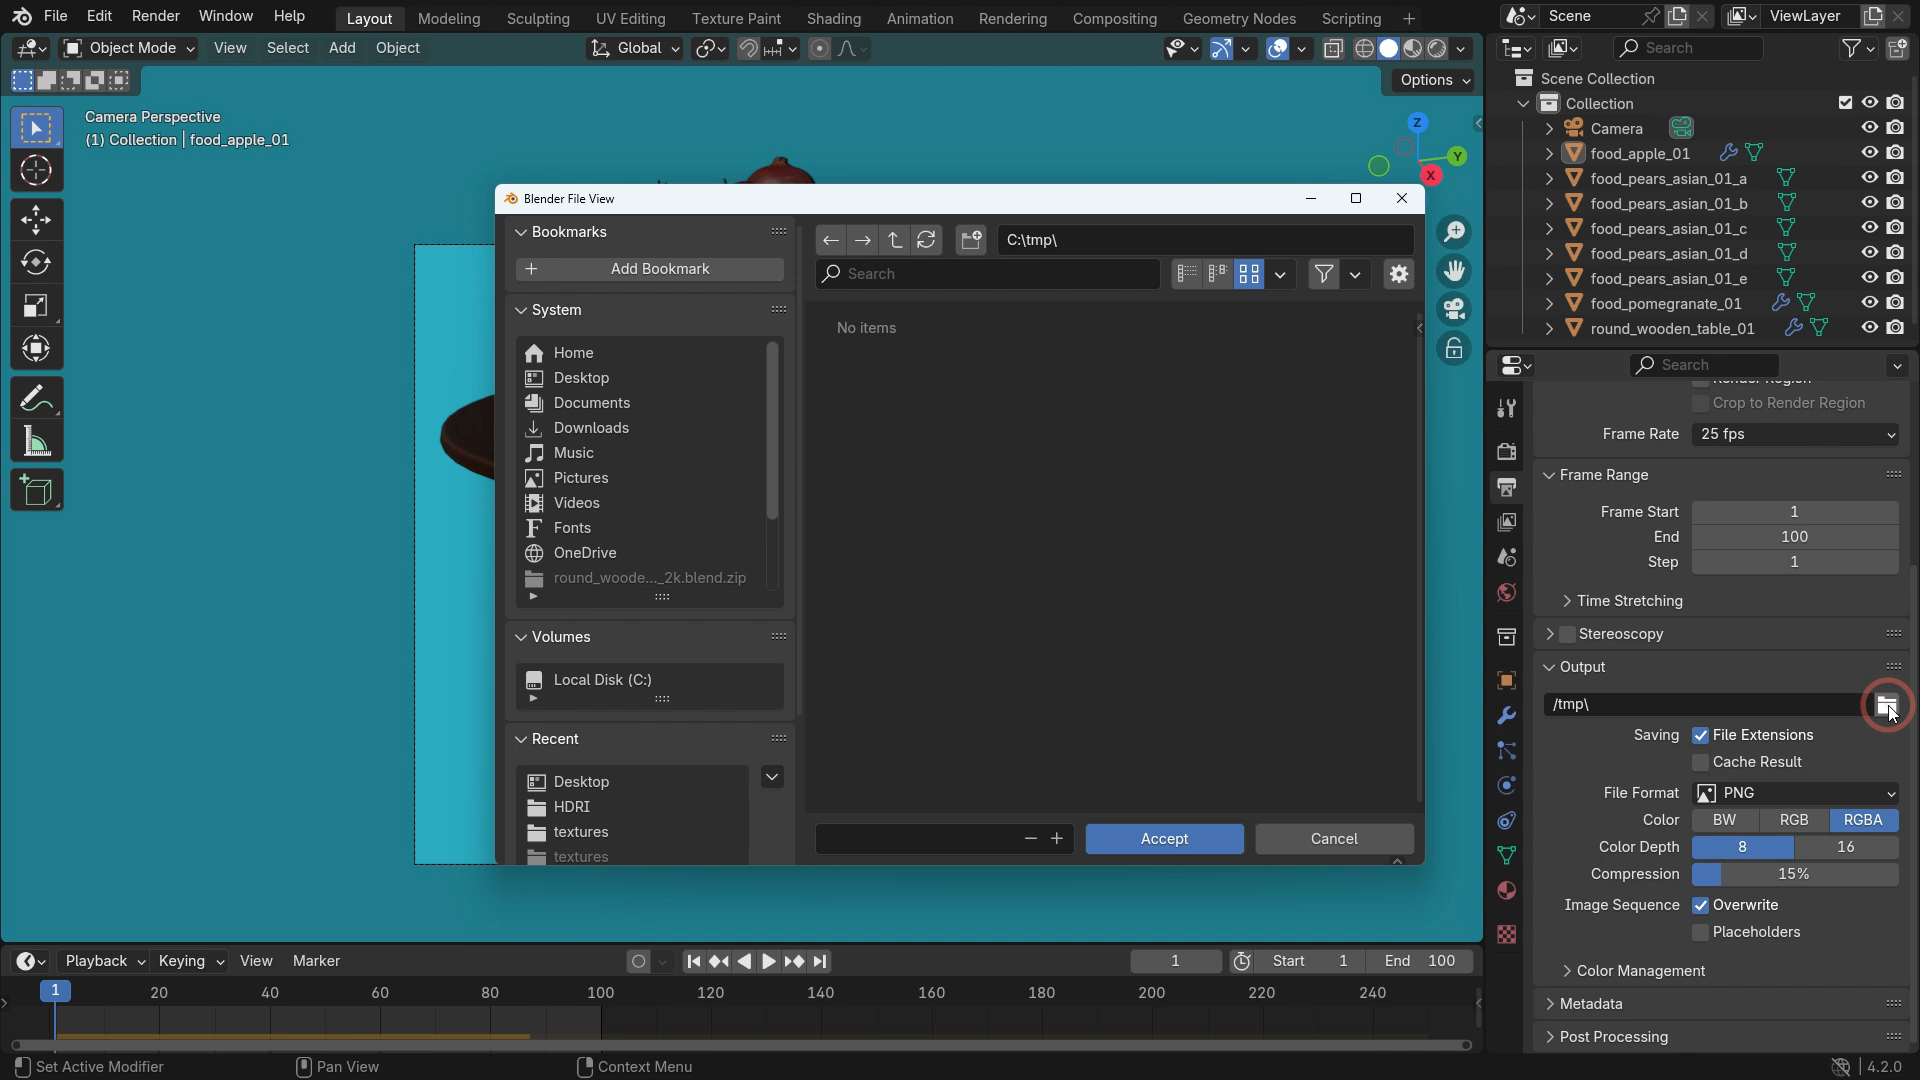 File Edit Render Window Help
Layout Modeling Sculpting UV Editing Texture Paint Shading Animation Rendering Compositing Geometry Nodes Scripting +
Scene ViewLayer
Object Mode View Select Add Object
Global
Search
Options
Camera Perspective
(1) Collection | food_apple_01
Z
Y
X
Scene Collection
Collection
Camera
food_apple_01
food_pears_asian_01_a
food_pears_asian_01_b
food_pears_asian_01_c
food_pears_asian_01_d
food_pears_asian_01_e
food_pomegranate_01
round_wooden_table_01
Blender File View
Bookmarks
Add Bookmark
System
Home
Desktop
Documents
Downloads
Music
Pictures
Videos
Fonts
OneDrive
round_woode..._2k.blend.zip
Volumes
Local Disk (C:)
Recent
Desktop
HDRI
textures
textures
C:\tmp\
Search
No items
Accept
Cancel
Search
Render Region
Crop to Render Region
Frame Rate 25 fps
Frame Range
Frame Start 1
End 100
Step 1
Time Stretching
Stereoscopy
Output
/tmp\
Saving File Extensions
Cache Result
File Format PNG
Color BW RGB RGBA
Color Depth 8 16
Compression 15%
Image Sequence Overwrite
Placeholders
Color Management
Metadata
Post Processing
Playback Keying View Marker
1 Start 1 End 100
1 20 40 60 80 100 120 140 160 180 200 220 240
Set Active Modifier Pan View Context Menu
4.2.0